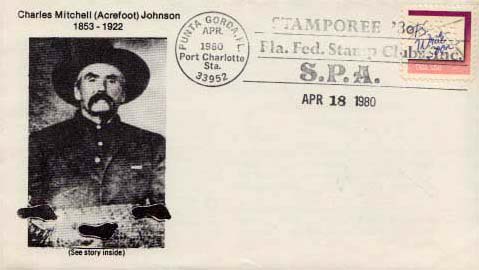 Charles Mitchell (Acrefoot) Johnson
1853 - 1922
(See story inside)
PUNTA GORDA, FL.
APR.
1980
Port Charlotte
Sta.
33952
STAMPOREE '80
Fla. Fed. Stamp Clubs, Inc.
S.P.A.
APR 18 1980